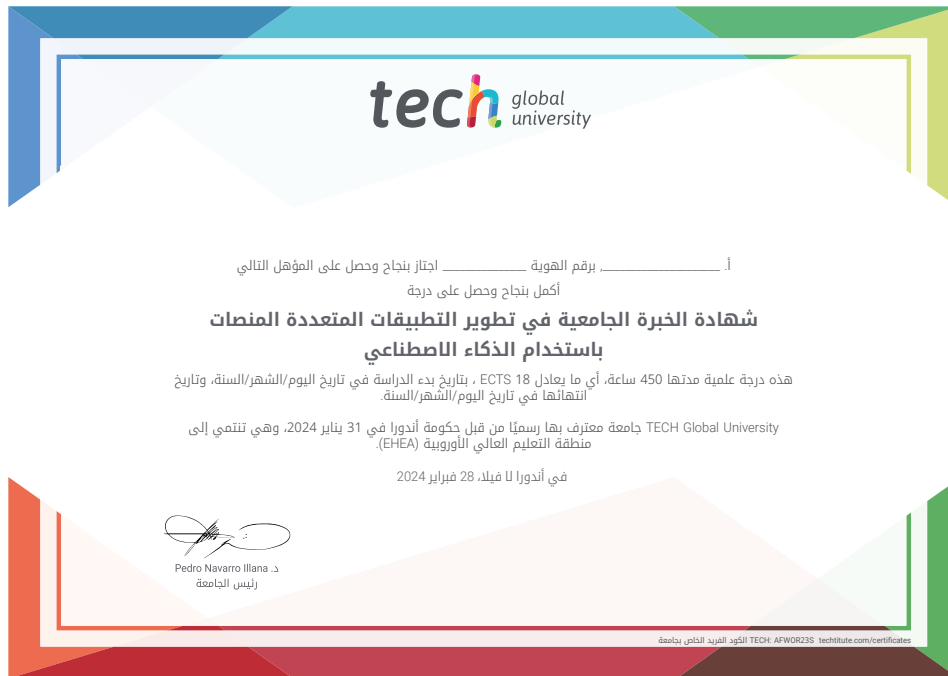 tech global
university
أ. ____________________, برقم الهوية ______________ اجتاز بنجاح وحصل على المؤهل التالي
أكمل بنجاح وحصل على درجة
شهادة الخبرة الجامعية في تطوير التطبيقات المتعددة المنصات
باستخدام الذكاء الاصطناعي
هذه درجة علمية مدتها 450 ساعة، أي ما يعادل 18 ECTS ، بتاريخ بدء الدراسة في تاريخ اليوم/الشهر/السنة، وتاريخ
انتهائها في تاريخ اليوم/الشهر/السنة.
TECH Global University جامعة معترف بها رسميًا من قبل حكومة أندورا في 31 يناير 2024، وهي تنتمي إلى
منطقة التعليم العالي الأوروبية (EHEA).
في أندورا لا فيلا، 28 فبراير 2024
د. Pedro Navarro Illana
رئيس الجامعة
الكود الفريد الخاص بجامعة TECH: AFWOR23S techtitute.com/certificates